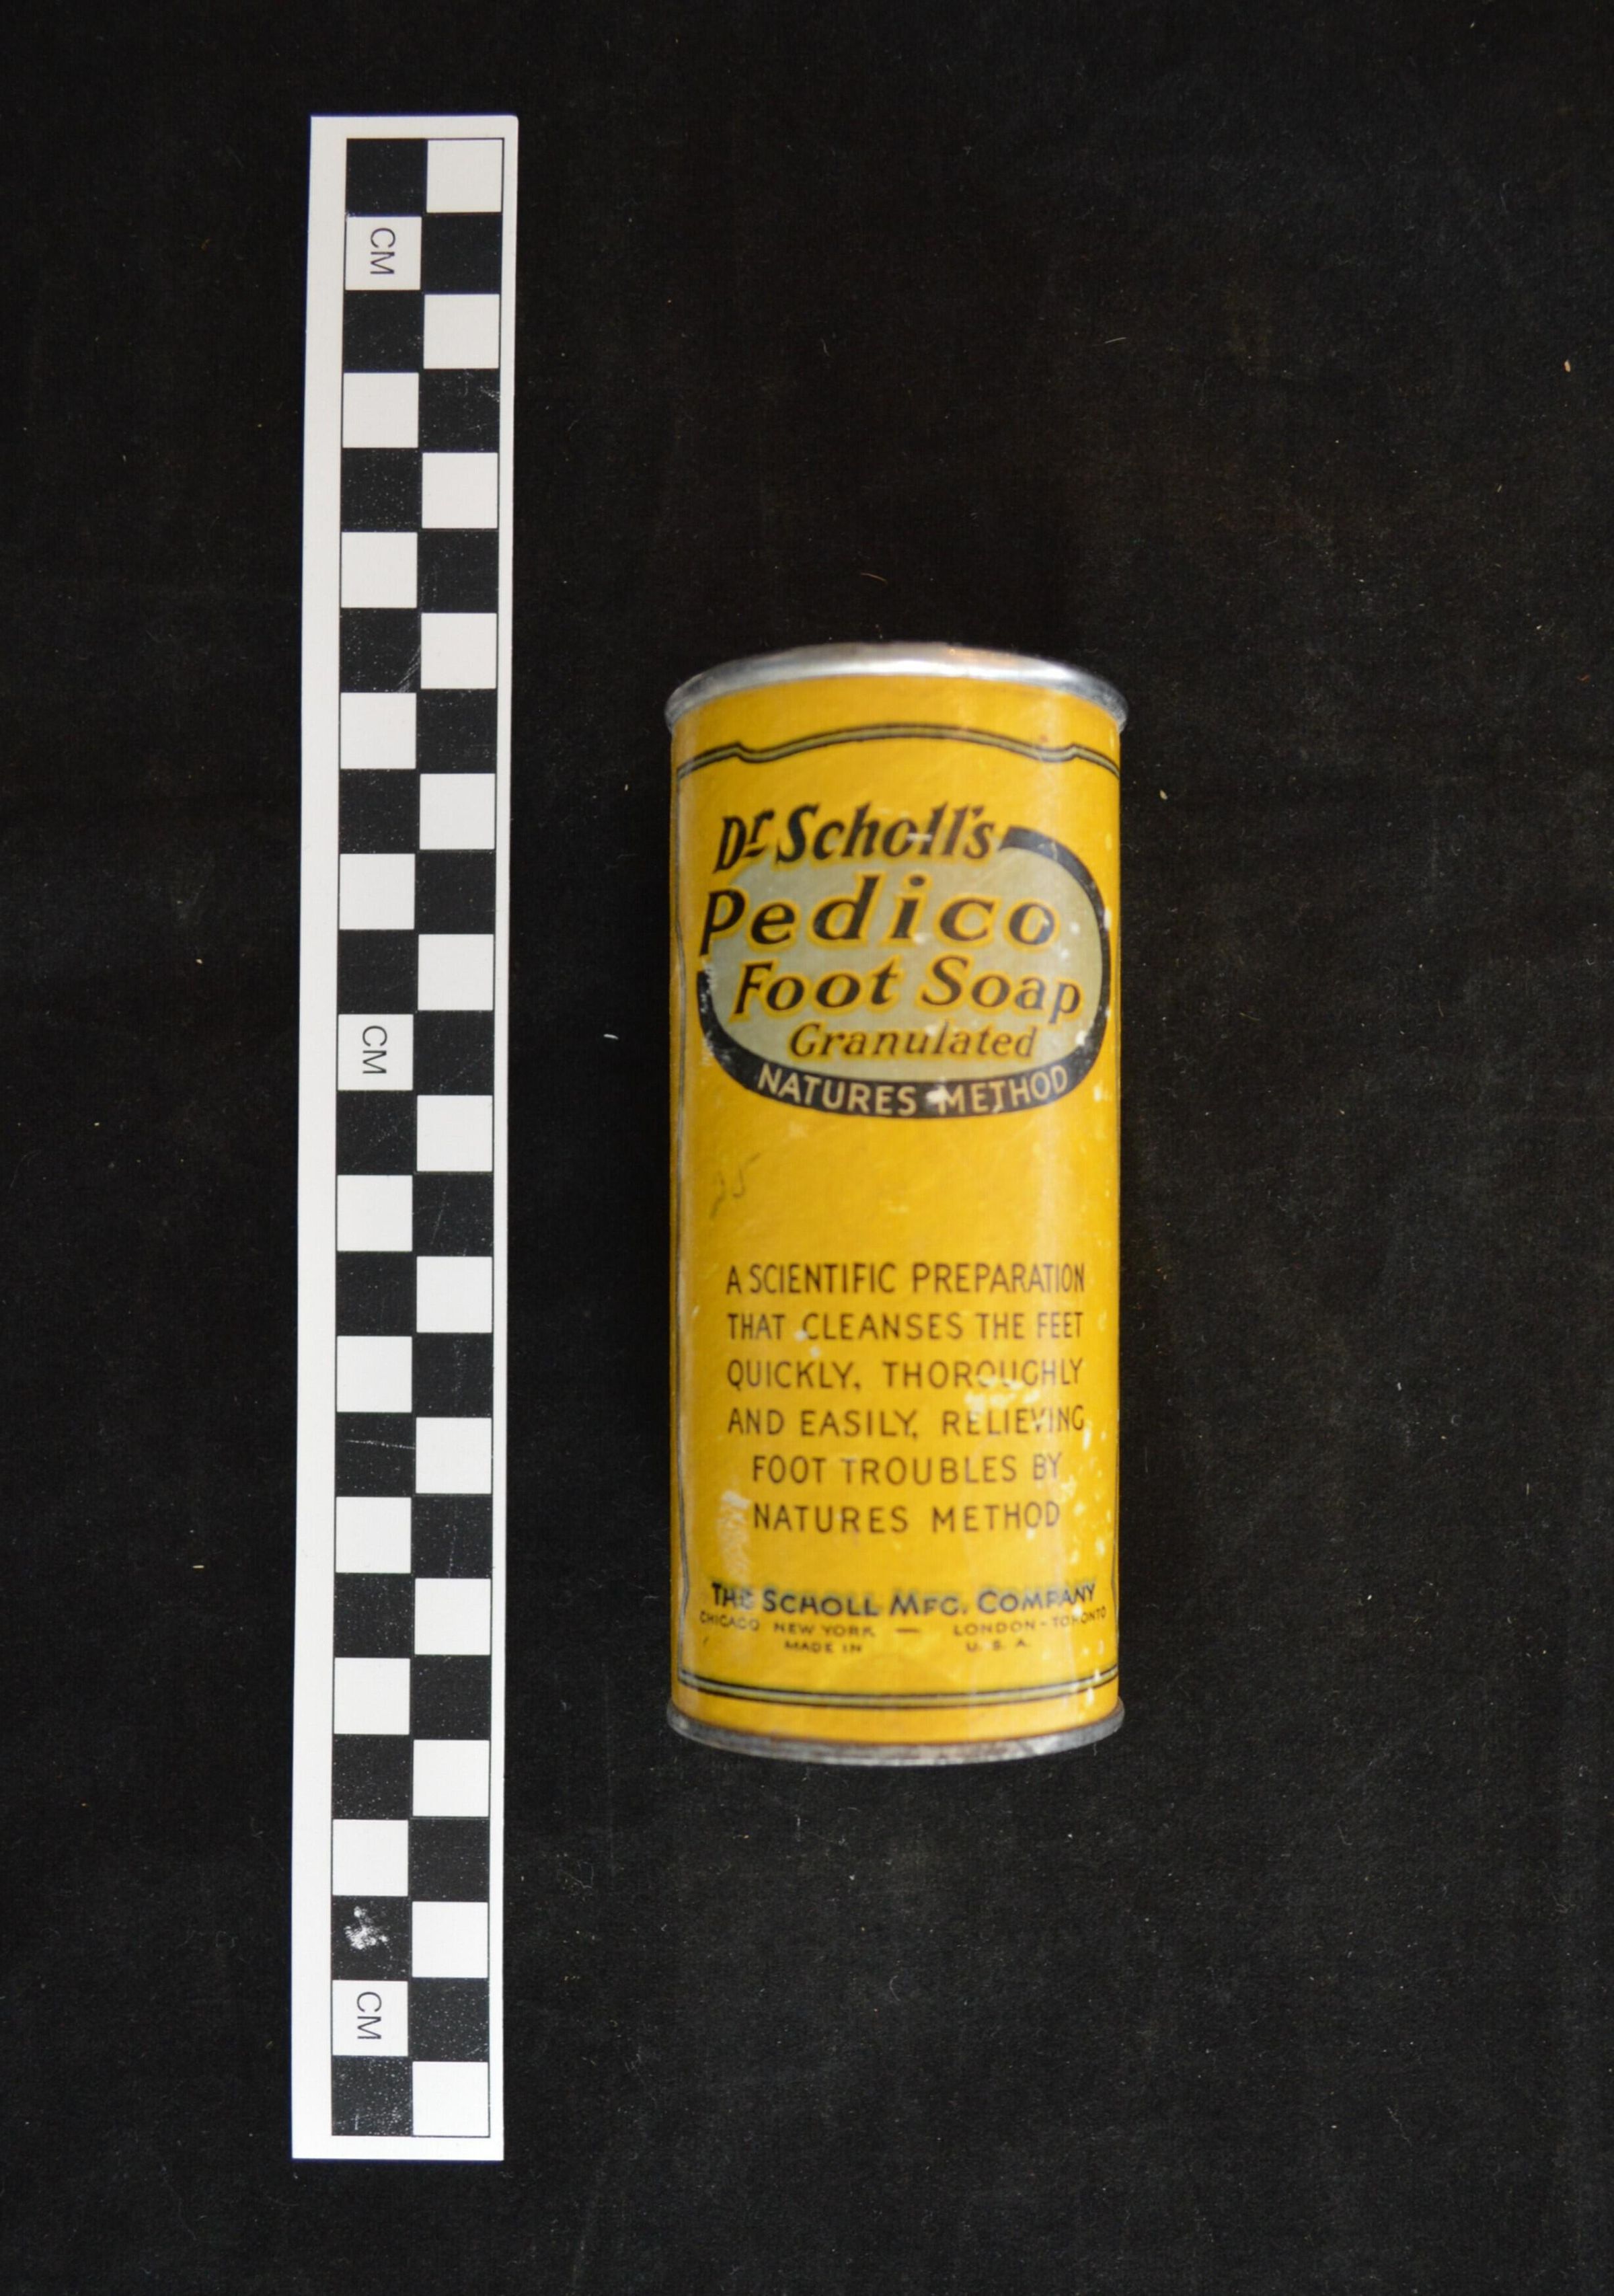 CM
CM
CM
Dr Scholl's
Pedico
Foot Soap
Granulated
NATURES METHOD
25
A SCIENTIFIC PREPARATION
THAT CLEANSES THE FEET
QUICKLY, THOROUGHLY
AND EASILY, RELIEVING
FOOT TROUBLES BY
NATURES METHOD
THE SCHOLL MFG. COMPANY
CHICAGO NEW YORK — LONDON - TORONTO
MADE IN U. S. A.